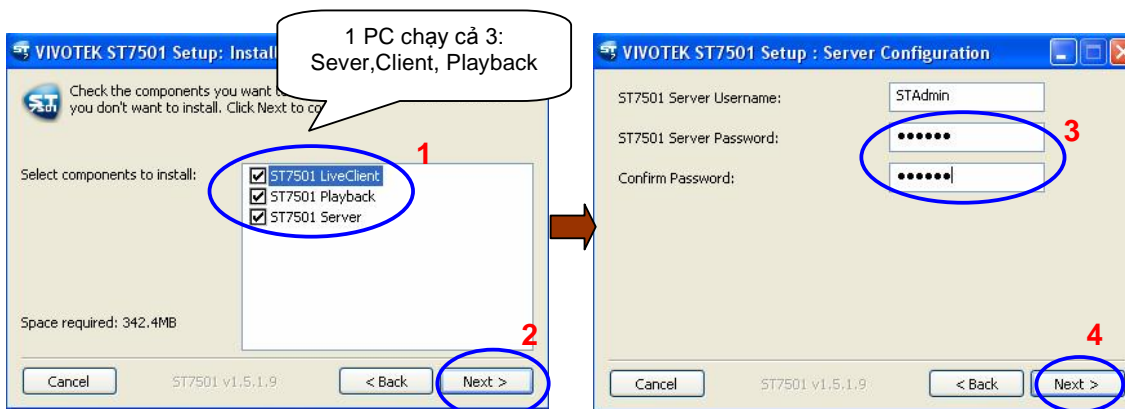 1 PC chạy cả 3:
Sever,Client, Playback
VIVOTEK ST7501 Setup: Instal
Check the components you want
you don't want to install. Click Next to co
1
Select components to install:
ST7501 LiveClient
ST7501 Playback
ST7501 Server
Space required: 342.4MB
2
Cancel
ST7501 v1.5.1.9
< Back
Next >
VIVOTEK ST7501 Setup : Server Configuration
ST7501 Server Username:
STAdmin
ST7501 Server Password:
••••••
3
Confirm Password:
••••••
4
Cancel
ST7501 v1.5.1.9
< Back
Next >